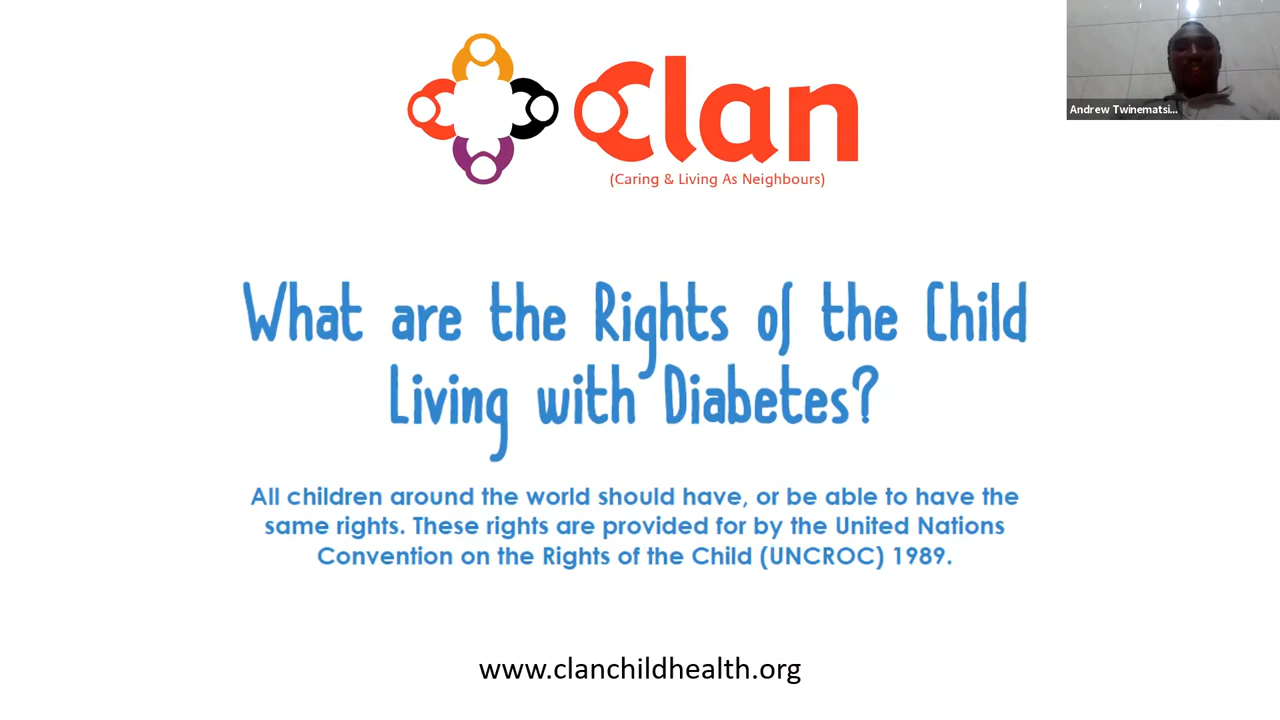 Clan
(Caring & Living As Neighbours)
Andrew Twinematsi...
What are the Rights of the Child
Living with Diabetes?
All children around the world should have, or be able to have the
same rights. These rights are provided for by the United Nations
Convention on the Rights of the Child (UNCROC) 1989.
www.clanchildhealth.org